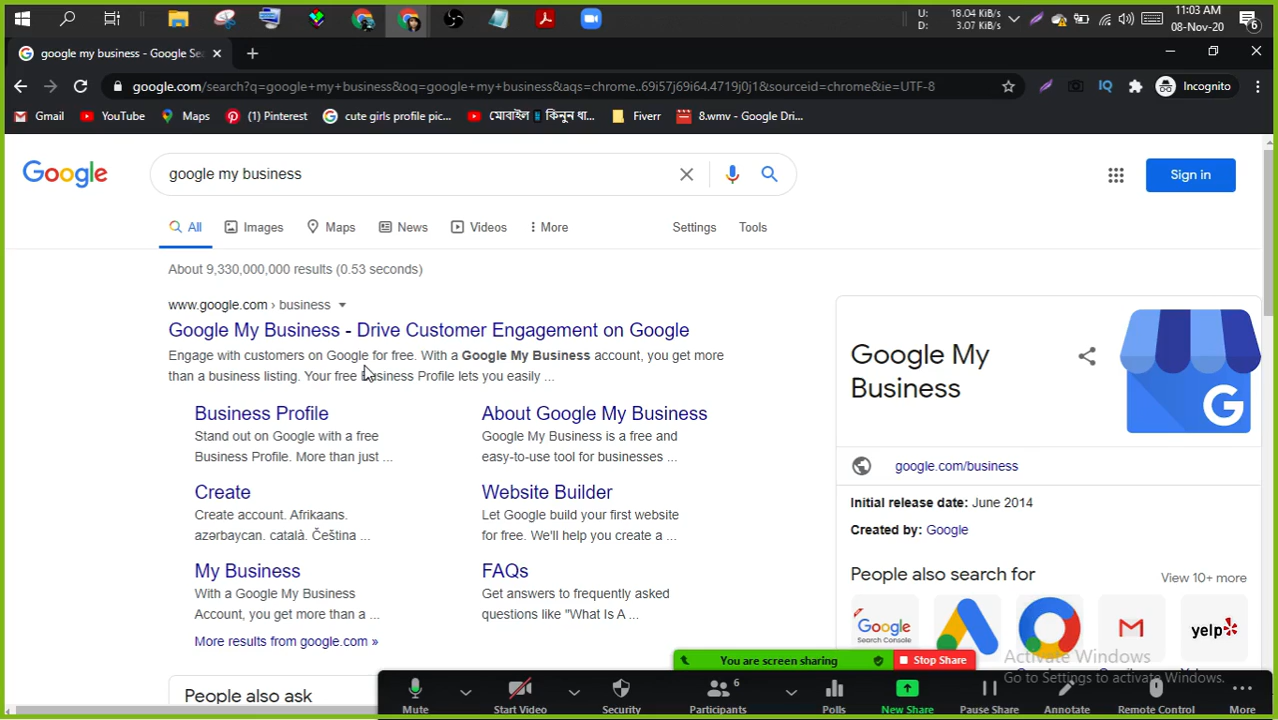 U: 18.04 KiB/s
D: 3.07 KiB/s
11:03 AM
08-Nov-20
6
google my business - Google Se
google.com/search?q=google+my+business&oq=google+my+business&aqs=chrome..69i57j69i64.4719j0j1&sourceid=chrome&ie=UTF-8
IQ
Incognito
Gmail
YouTube
Maps
(1) Pinterest
cute girls profile pic...
মোবাইল কিনুন ধা...
Fiverr
8.wmv - Google Dri...
Google
google my business
Sign in
All
Images
Maps
News
Videos
More
Settings
Tools
About 9,330,000,000 results (0.53 seconds)
www.google.com › business
Google My Business - Drive Customer Engagement on Google
Engage with customers on Google for free. With a Google My Business account, you get more
than a business listing. Your free Business Profile lets you easily ...
Business Profile
Stand out on Google with a free
Business Profile. More than just ...
About Google My Business
Google My Business is a free and
easy-to-use tool for businesses ...
Create
Create account. Afrikaans.
azərbaycan. català. Čeština ...
Website Builder
Let Google build your first website
for free. We'll help you create a ...
My Business
With a Google My Business
Account, you get more than a ...
FAQs
Get answers to frequently asked
questions like "What Is A ...
More results from google.com »
People also ask
Google My
Business
G
google.com/business
Initial release date: June 2014
Created by: Google
People also search for
View 10+ more
Google
Search Console
yelp
Activate Windows
Go to Settings to activate Windows.
You are screen sharing
Stop Share
Mute
Start Video
Security
6
Participants
Polls
New Share
Pause Share
Annotate
Remote Control
More